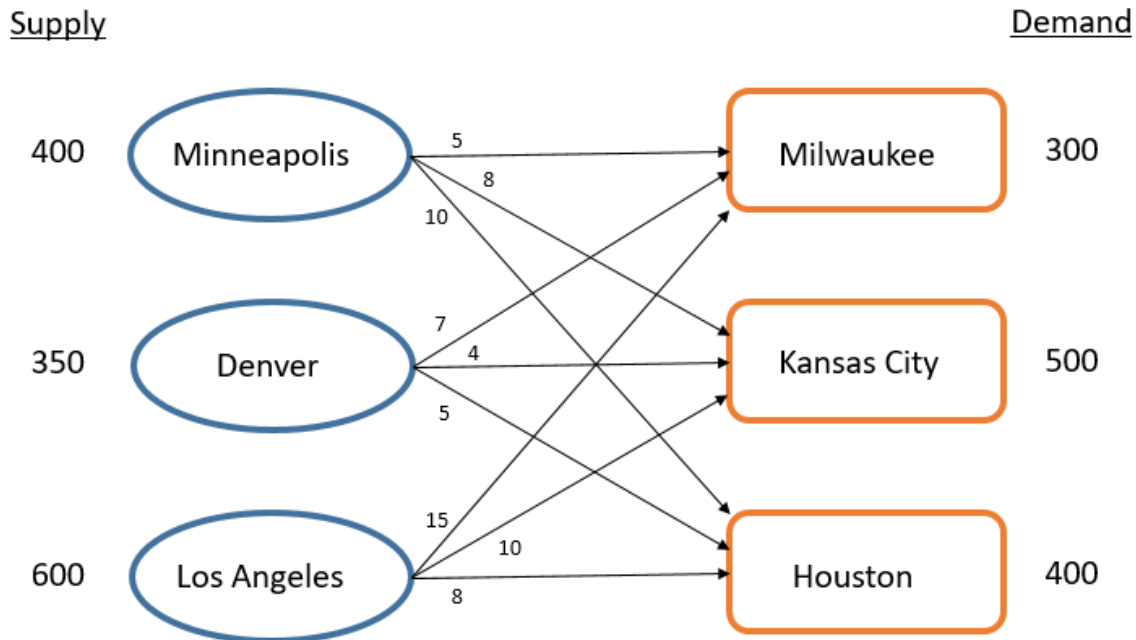 Supply
Demand
400
Minneapolis
5
8
10
Milwaukee
300
350
Denver
7
4
5
Kansas City
500
600
Los Angeles
15
10
8
Houston
400